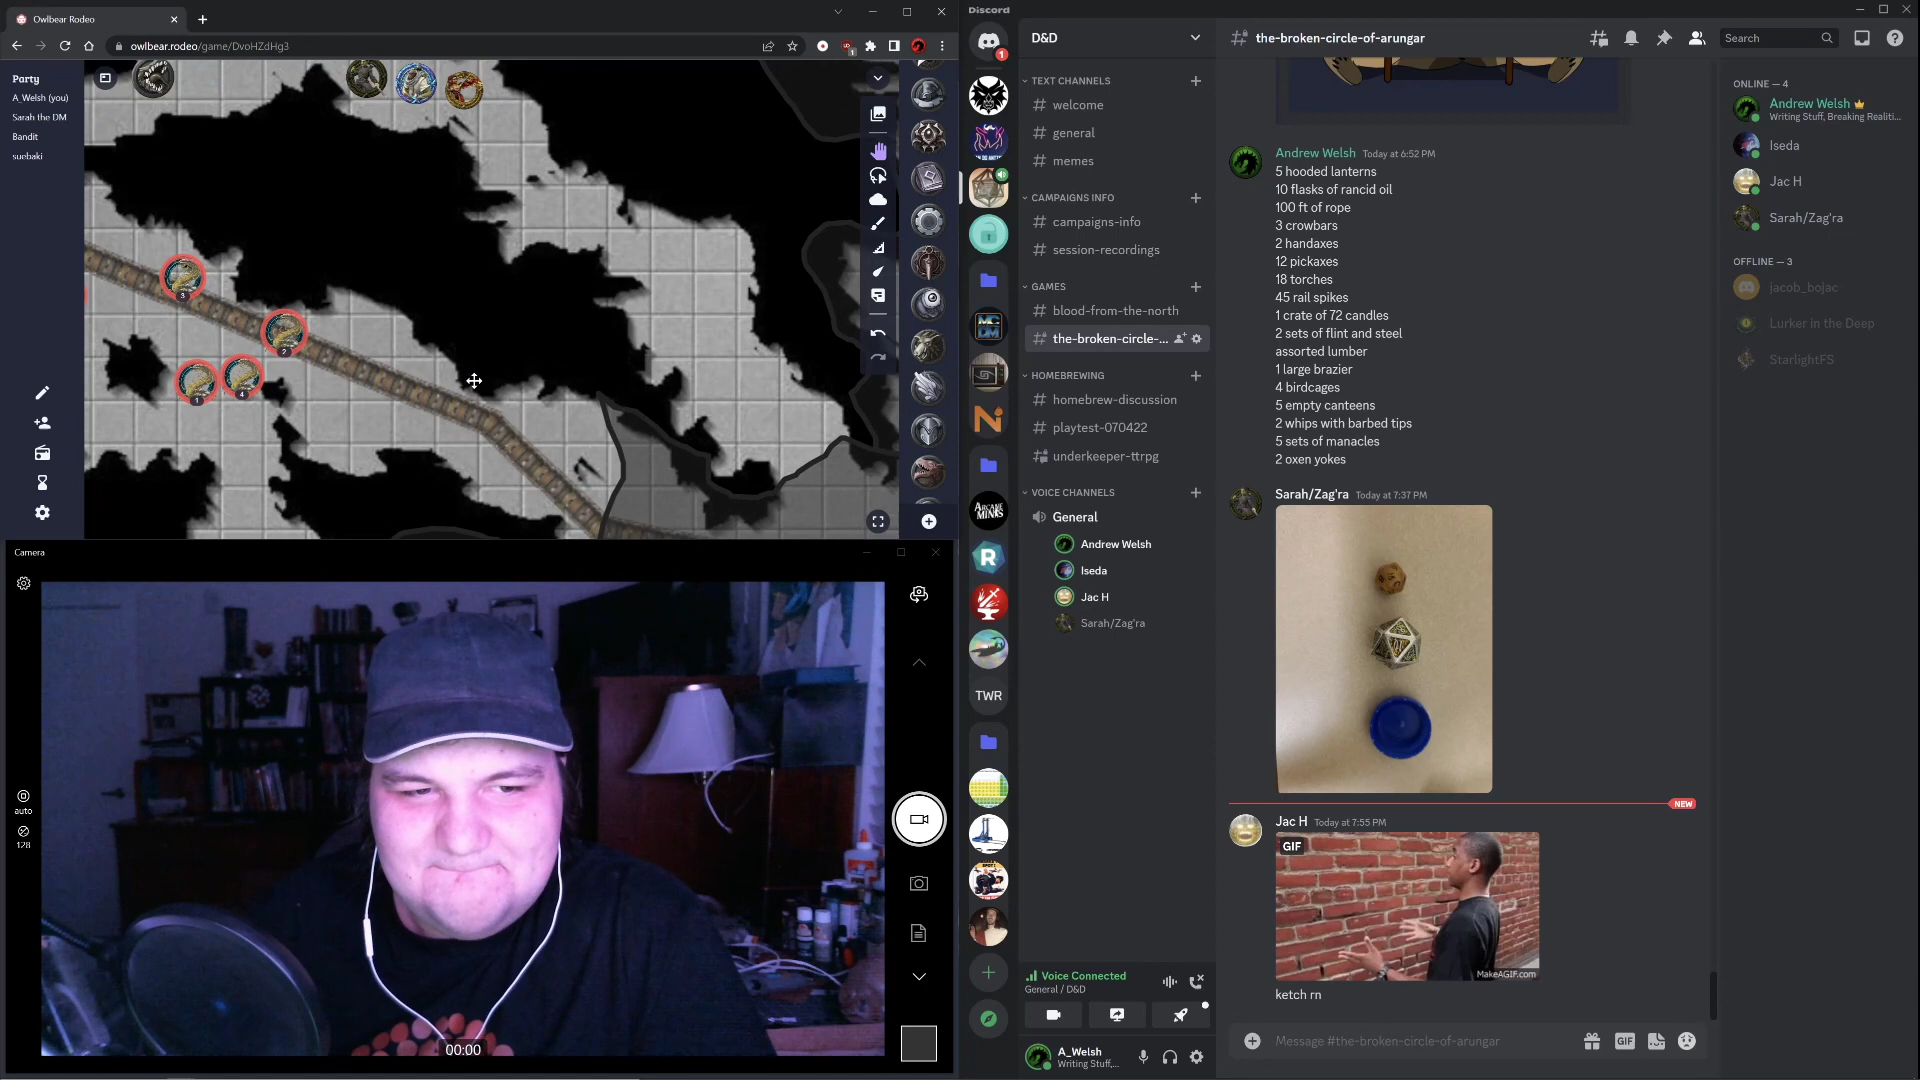 Owlbear Rodeo
owlbear.rodeo/game/DvoHZdHg3
Party
A_Welsh (you)
Sarah the DM
Bandit
suebaki
3
2
1
4
Camera
auto
128
00:00
Discord
1
TWR
D&D
TEXT CHANNELS
welcome
general
memes
CAMPAIGNS INFO
campaigns-info
session-recordings
GAMES
blood-from-the-north
the-broken-circle-...
HOMEBREWING
homebrew-discussion
playtest-070422
underkeeper-ttrpg
VOICE CHANNELS
General
Andrew Welsh
Iseda
Jac H
Sarah/Zag'ra
Voice Connected
General / D&D
A_Welsh
Writing Stuff,...
the-broken-circle-of-arungar
Search
Andrew Welsh Today at 6:52 PM
5 hooded lanterns
10 flasks of rancid oil
100 ft of rope
3 crowbars
2 handaxes
12 pickaxes
18 torches
45 rail spikes
1 crate of 72 candles
2 sets of flint and steel
assorted lumber
1 large brazier
4 birdcages
5 empty canteens
2 whips with barbed tips
5 sets of manacles
2 oxen yokes
Sarah/Zag'ra Today at 7:37 PM
NEW
Jac H Today at 7:55 PM
GIF
MakeAGIF.com
ketch rn
Message #the-broken-circle-of-arungar
GIF
ONLINE — 4
Andrew Welsh
Writing Stuff, Breaking Realiti...
Iseda
Jac H
Sarah/Zag'ra
OFFLINE — 3
jacob_bojac
Lurker in the Deep
StarlightFS